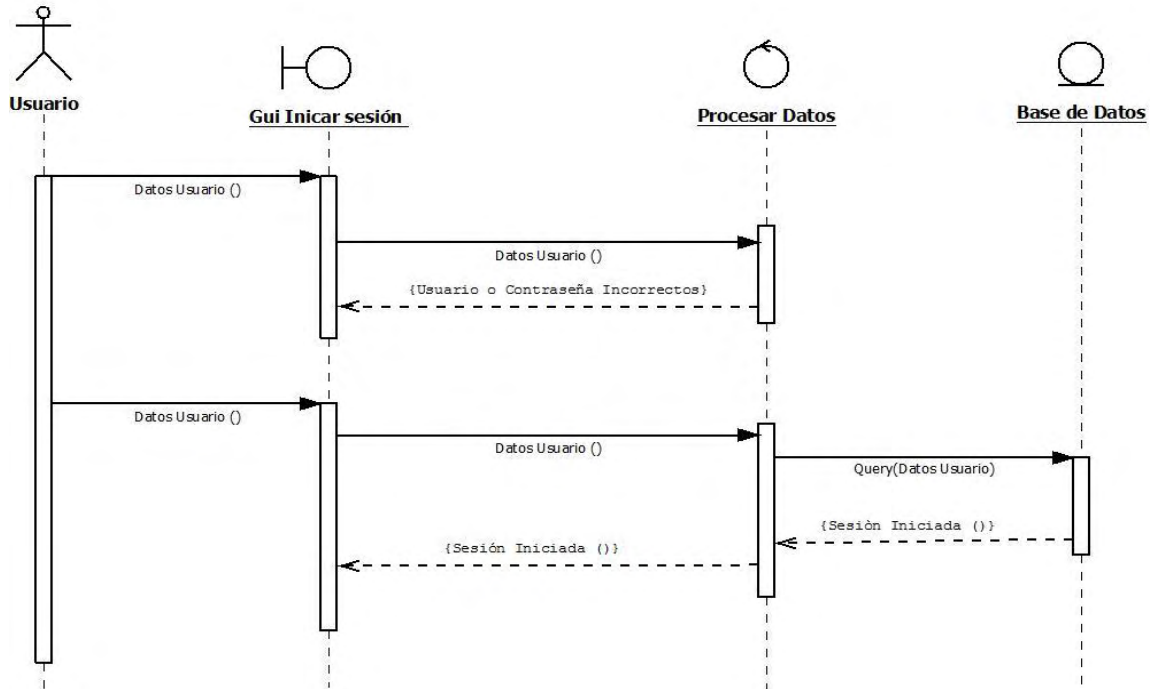 Usuario
Gui Inicar sesión
Procesar Datos
Base de Datos
Datos Usuario ()
Datos Usuario ()
{Usuario o Contraseña Incorrectos}
Datos Usuario ()
Datos Usuario ()
Query(Datos Usuario)
{Sesiòn Iniciada ()}
{Sesión Iniciada ()}